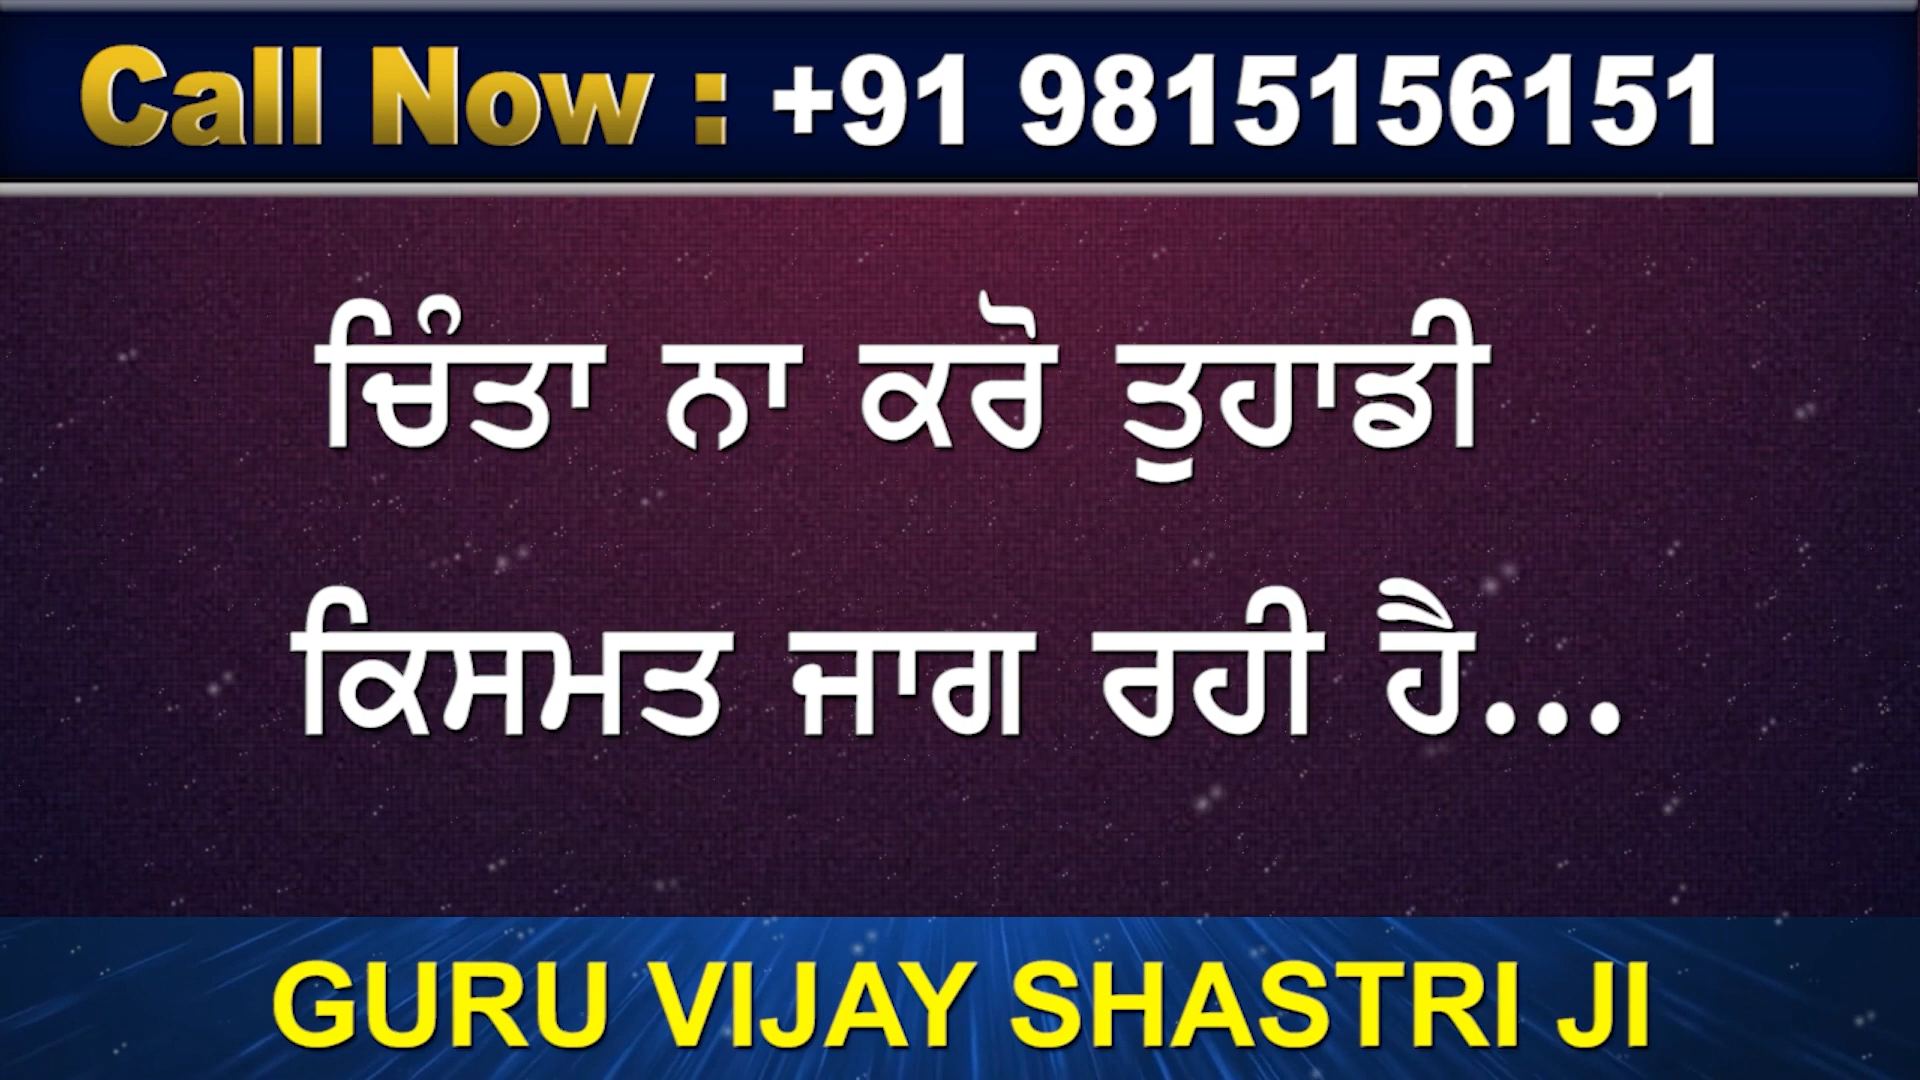 Call Now : +91 9815156151
ਚਿੰਤਾ ਨਾ ਕਰੋ ਤੁਹਾਡੀ
ਕਿਸਮਤ ਜਾਗ ਰਹੀ ਹੈ...
GURU VIJAY SHASTRI JI